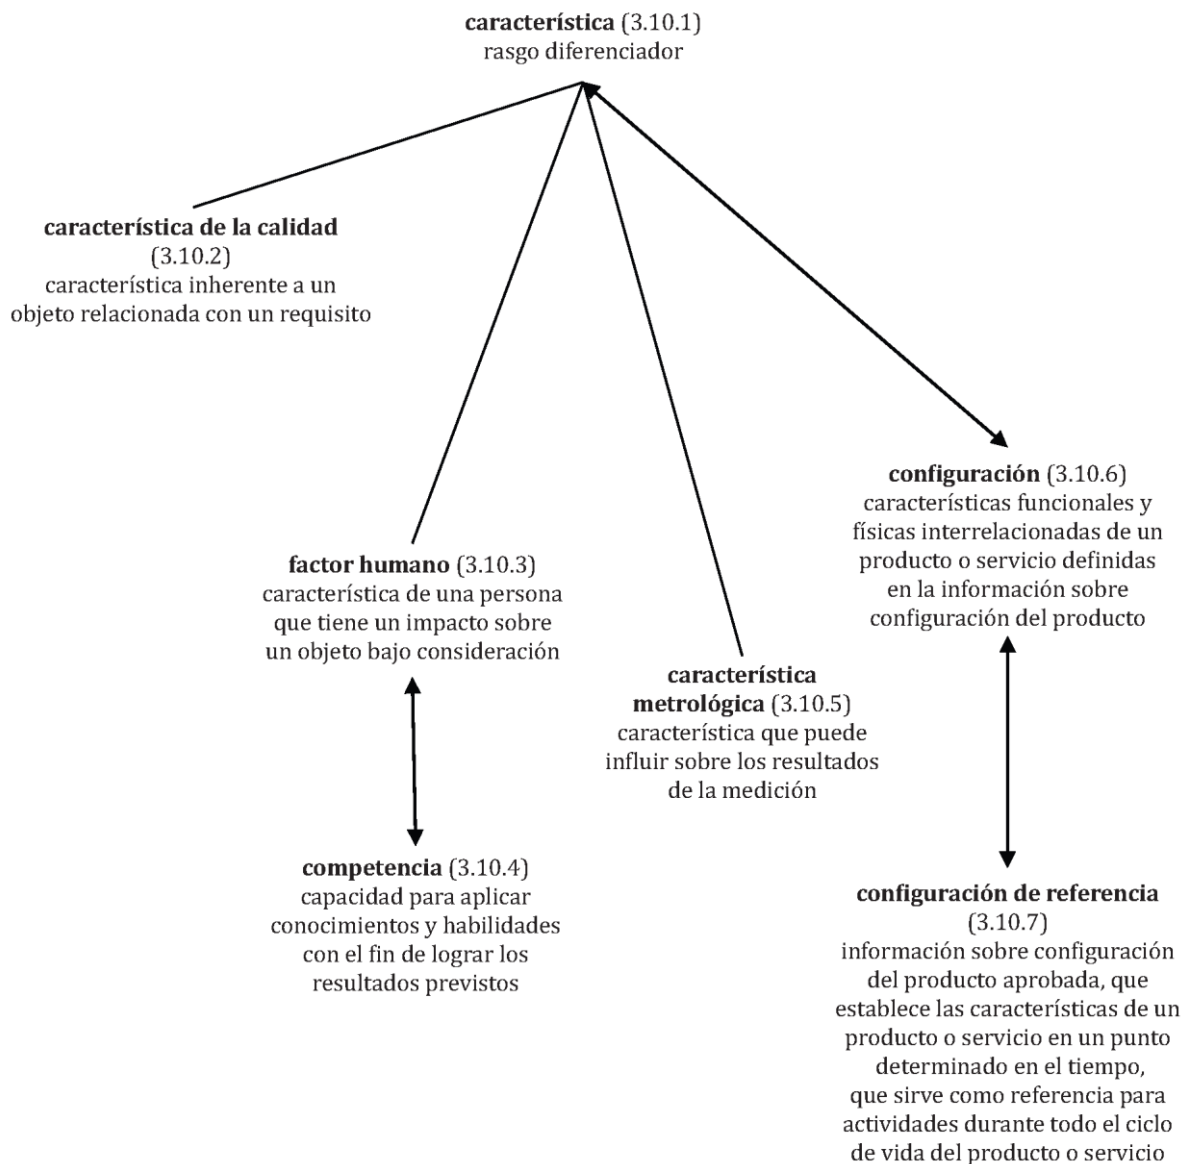 característica (3.10.1)
rasgo diferenciador
característica de la calidad
(3.10.2)
característica inherente a un
objeto relacionada con un requisito
factor humano (3.10.3)
característica de una persona
que tiene un impacto sobre
un objeto bajo consideración
competencia (3.10.4)
capacidad para aplicar
conocimientos y habilidades
con el fin de lograr los
resultados previstos
característica
metrológica (3.10.5)
característica que puede
influir sobre los resultados
de la medición
configuración (3.10.6)
características funcionales y
físicas interrelacionadas de un
producto o servicio definidas
en la información sobre
configuración del producto
configuración de referencia
(3.10.7)
información sobre configuración
del producto aprobada, que
establece las características de un
producto o servicio en un punto
determinado en el tiempo,
que sirve como referencia para
actividades durante todo el ciclo
de vida del producto o servicio